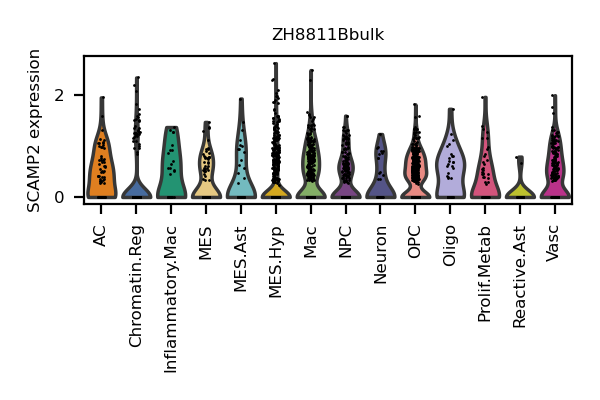 ZH8811Bbulk
SCAMP2 expression
2
0
AC
Chromatin.Reg
Inflammatory.Mac
MES
MES.Ast
MES.Hyp
Mac
NPC
Neuron
OPC
Oligo
Prolif.Metab
Reactive.Ast
Vasc